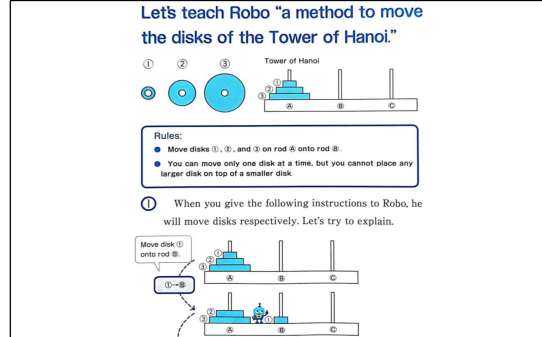 Let's teach Robo "a method to move
the disks of the Tower of Hanoi."
① ② ③ Tower of Hanoi
①
②
③
Ⓐ Ⓑ Ⓒ
Rules:
● Move disks ①, ②, and ③ on rod Ⓐ onto rod Ⓑ.
● You can move only one disk at a time, but you cannot place any
larger disk on top of a smaller disk.
① When you give the following instructions to Robo, he
will move disks respectively. Let's try to explain.
Move disk ①
onto rod Ⓑ.
①
②
③
Ⓐ Ⓑ Ⓒ
①→Ⓑ
②
③ ①
Ⓐ Ⓑ Ⓒ